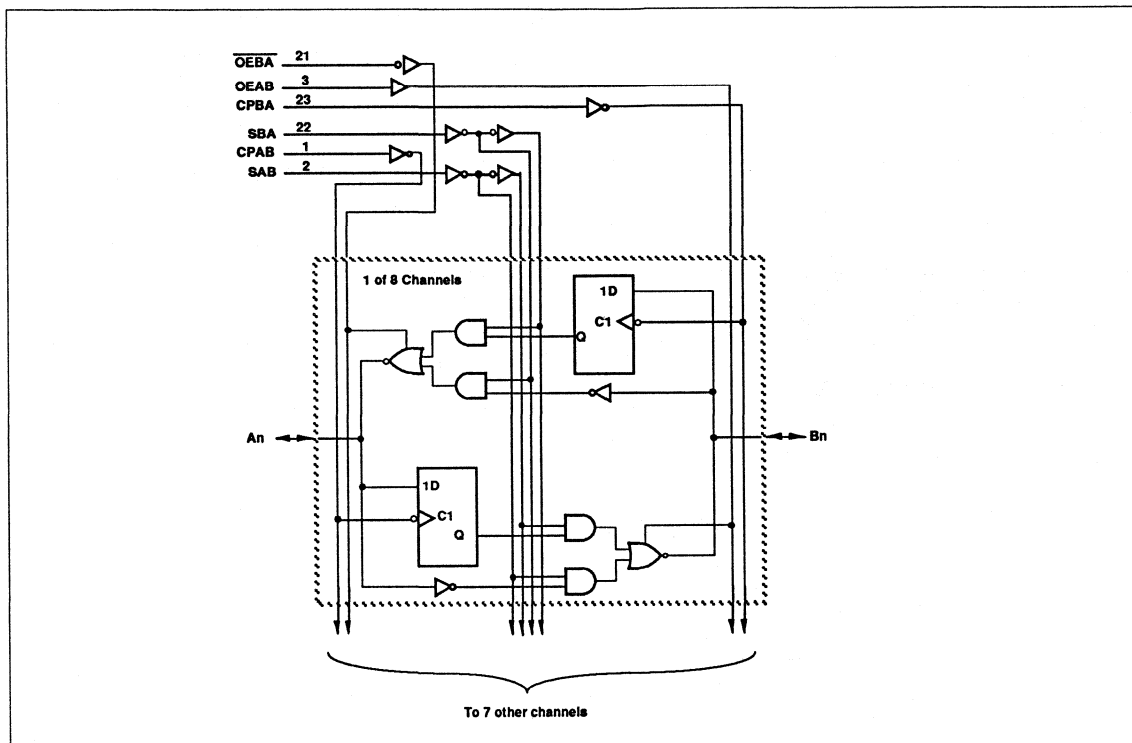 OEBA 21
OEAB 3
CPBA 23
SBA 22
CPAB 1
SAB 2
1 of 8 Channels
1D
C1
Q
An
Bn
1D
C1
Q
To 7 other channels